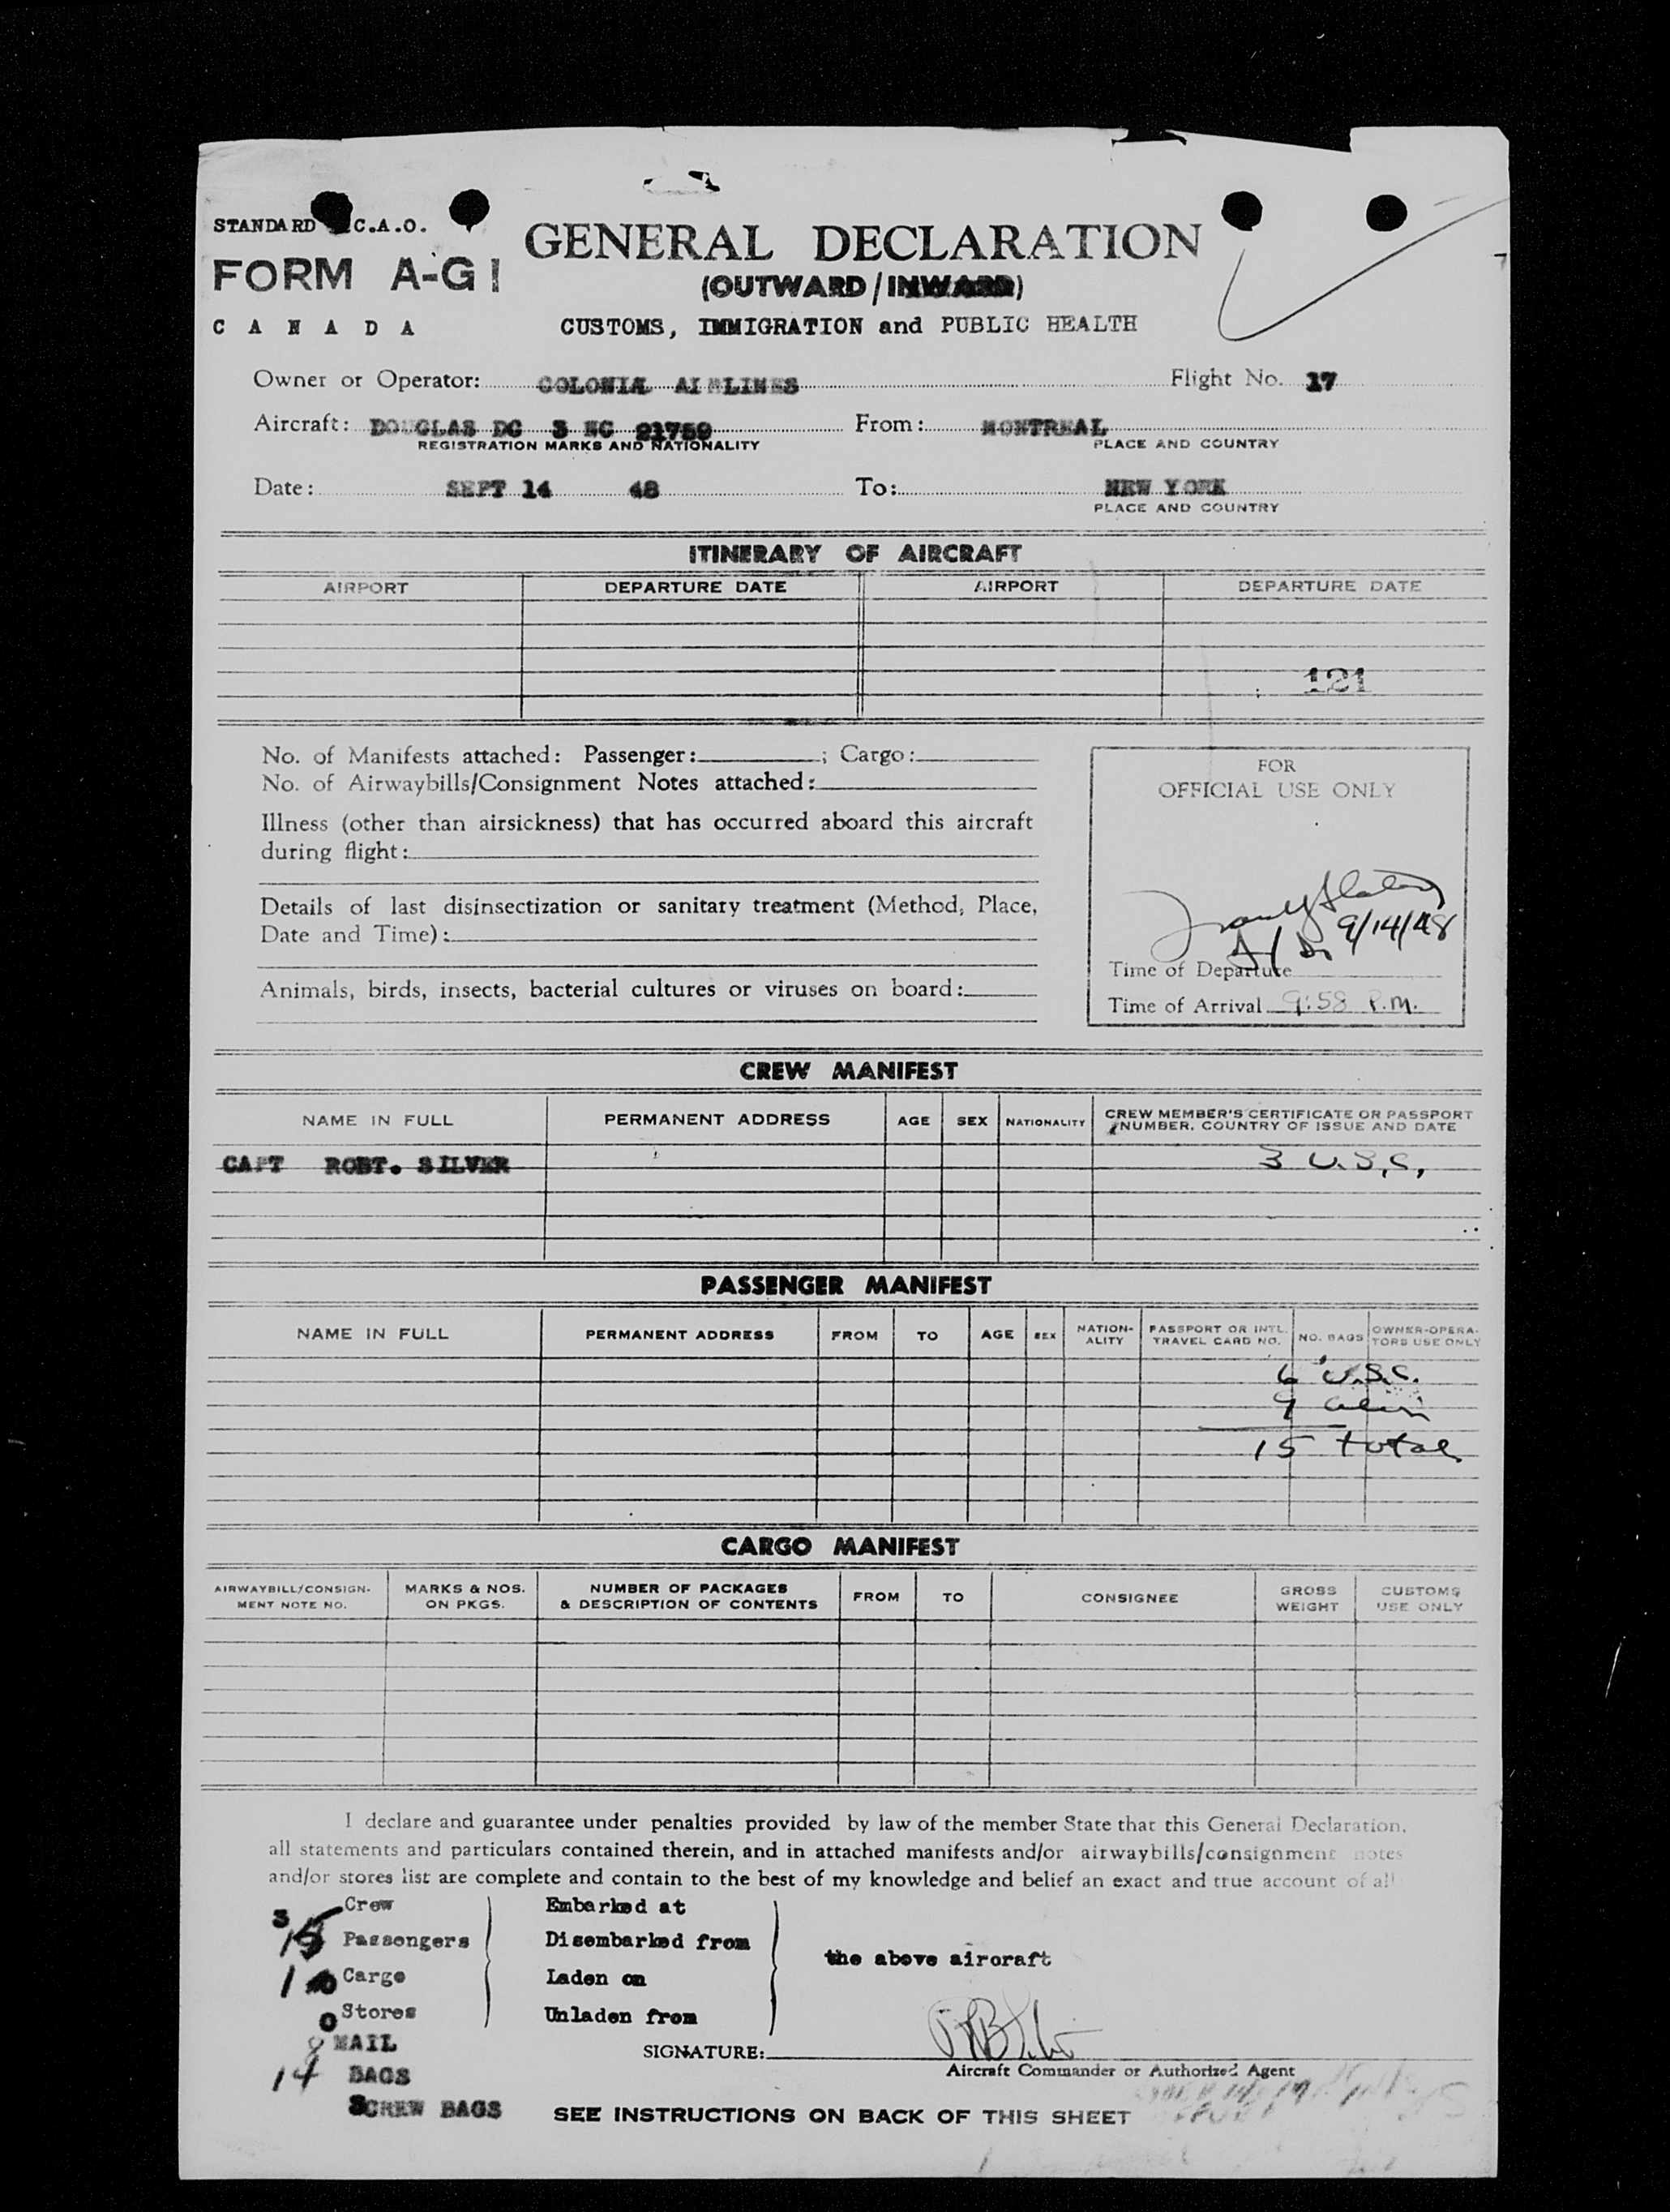 STANDARD I.C.A.O.
FORM A-G1
CANADA
GENERAL DECLARATION
(OUTWARD/INWARD)
CUSTOMS, IMMIGRATION and PUBLIC HEALTH
Owner or Operator: COLONIAL AIRLINES Flight No. 17
Aircraft: DOUGLAS DC 3 NC 21759 From: MONTREAL
REGISTRATION MARKS AND NATIONALITY PLACE AND COUNTRY
Date: SEPT 14 48 To: NEW YORK
PLACE AND COUNTRY
ITINERARY OF AIRCRAFT
AIRPORT DEPARTURE DATE AIRPORT DEPARTURE DATE
121
No. of Manifests attached: Passenger: ; Cargo:
No. of Airwaybills/Consignment Notes attached:
Illness (other than airsickness) that has occurred aboard this aircraft
during flight:
Details of last disinsectization or sanitary treatment (Method, Place,
Date and Time):
Animals, birds, insects, bacterial cultures or viruses on board:
FOR
OFFICIAL USE ONLY
9/14/48
Time of Departure
Time of Arrival 9:58 P.M.
CREW MANIFEST
NAME IN FULL PERMANENT ADDRESS AGE SEX NATIONALITY CREW MEMBER'S CERTIFICATE OR PASSPORT
NUMBER, COUNTRY OF ISSUE AND DATE
CAPT ROBT. SILVER 3 U.S.C.
PASSENGER MANIFEST
NAME IN FULL PERMANENT ADDRESS FROM TO AGE SEX NATION-
ALITY PASSPORT OR INTL.
TRAVEL CARD NO. NO. BAGS OWNER-OPERA-
TORS USE ONLY
6 U.S.C.
9 alien
15 total
CARGO MANIFEST
AIRWAYBILL/CONSIGN-
MENT NOTE NO. MARKS & NOS.
ON PKGS. NUMBER OF PACKAGES
& DESCRIPTION OF CONTENTS FROM TO CONSIGNEE GROSS
WEIGHT CUSTOMS
USE ONLY
I declare and guarantee under penalties provided by law of the member State that this General Declaration,
all statements and particulars contained therein, and in attached manifests and/or airwaybills/consignment notes
and/or stores list are complete and contain to the best of my knowledge and belief an exact and true account of all
3 Crew Embarked at
15 Passengers Disembarked from
the above aircraft
1 Cargo Laden on
0 Stores Unladen from
8 MAIL
SIGNATURE:
14 BAGS
Aircraft Commander or Authorized Agent
3CREW BAGS
SEE INSTRUCTIONS ON BACK OF THIS SHEET